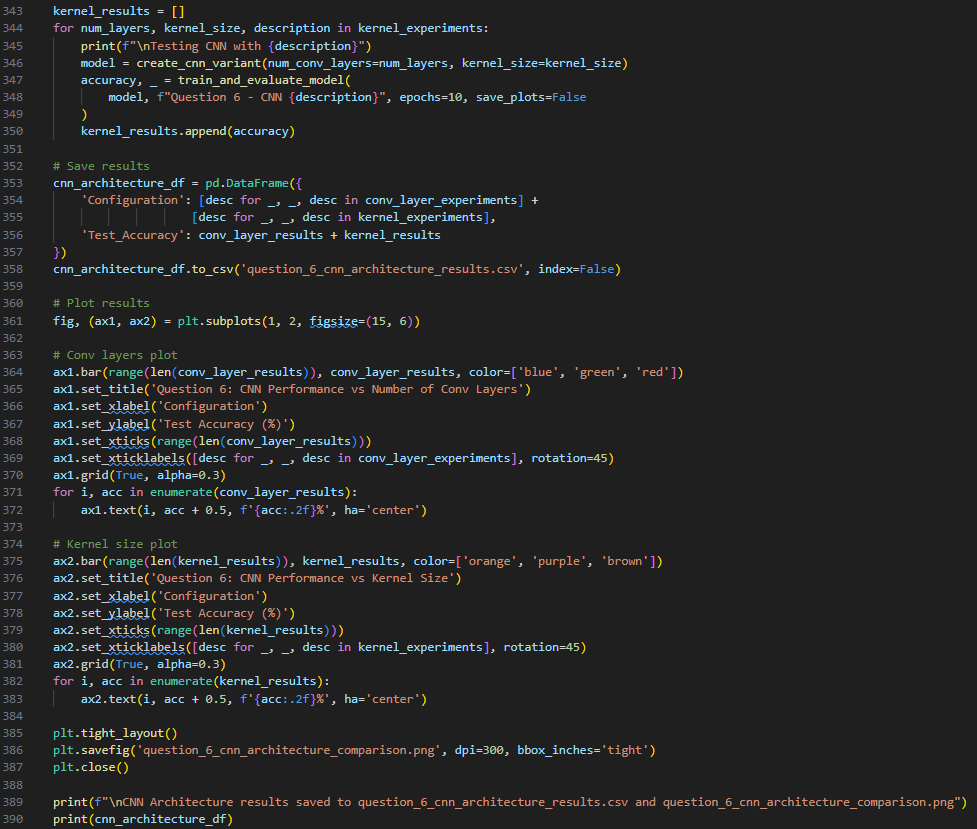 343 kernel_results = []
344 for num_layers, kernel_size, description in kernel_experiments:
345     print(f"\nTesting CNN with {description}")
346     model = create_cnn_variant(num_conv_layers=num_layers, kernel_size=kernel_size)
347     accuracy, _ = train_and_evaluate_model(
348         model, f"Question 6 - CNN {description}", epochs=10, save_plots=False
349     )
350     kernel_results.append(accuracy)
351
352 # Save results
353 cnn_architecture_df = pd.DataFrame({
354     'Configuration': [desc for _, _, desc in conv_layer_experiments] +
355                     [desc for _, _, desc in kernel_experiments],
356     'Test_Accuracy': conv_layer_results + kernel_results
357 })
358 cnn_architecture_df.to_csv('question_6_cnn_architecture_results.csv', index=False)
359
360 # Plot results
361 fig, (ax1, ax2) = plt.subplots(1, 2, figsize=(15, 6))
362
363 # Conv layers plot
364 ax1.bar(range(len(conv_layer_results)), conv_layer_results, color=['blue', 'green', 'red'])
365 ax1.set_title('Question 6: CNN Performance vs Number of Conv Layers')
366 ax1.set_xlabel('Configuration')
367 ax1.set_ylabel('Test Accuracy (%)')
368 ax1.set_xticks(range(len(conv_layer_results)))
369 ax1.set_xticklabels([desc for _, _, desc in conv_layer_experiments], rotation=45)
370 ax1.grid(True, alpha=0.3)
371 for i, acc in enumerate(conv_layer_results):
372     ax1.text(i, acc + 0.5, f'{acc:.2f}%', ha='center')
373
374 # Kernel size plot
375 ax2.bar(range(len(kernel_results)), kernel_results, color=['orange', 'purple', 'brown'])
376 ax2.set_title('Question 6: CNN Performance vs Kernel Size')
377 ax2.set_xlabel('Configuration')
378 ax2.set_ylabel('Test Accuracy (%)')
379 ax2.set_xticks(range(len(kernel_results)))
380 ax2.set_xticklabels([desc for _, _, desc in kernel_experiments], rotation=45)
381 ax2.grid(True, alpha=0.3)
382 for i, acc in enumerate(kernel_results):
383     ax2.text(i, acc + 0.5, f'{acc:.2f}%', ha='center')
384
385 plt.tight_layout()
386 plt.savefig('question_6_cnn_architecture_comparison.png', dpi=300, bbox_inches='tight')
387 plt.close()
388
389 print(f"\nCNN Architecture results saved to question_6_cnn_architecture_results.csv and question_6_cnn_architecture_comparison.png")
390 print(cnn_architecture_df)